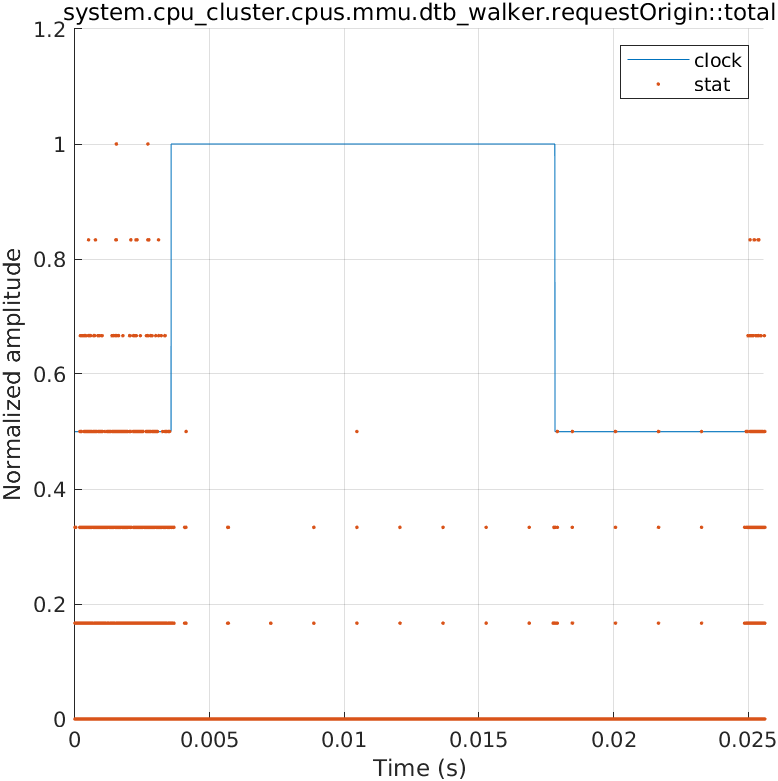 system.cpu_cluster.cpus.mmu.dtb_walker.requestOrigin::total
1.2
1
0.8
0.6
0.4
0.2
0
Normalized amplitude
clock
stat
0 0.005 0.01 0.015 0.02 0.025
Time (s)